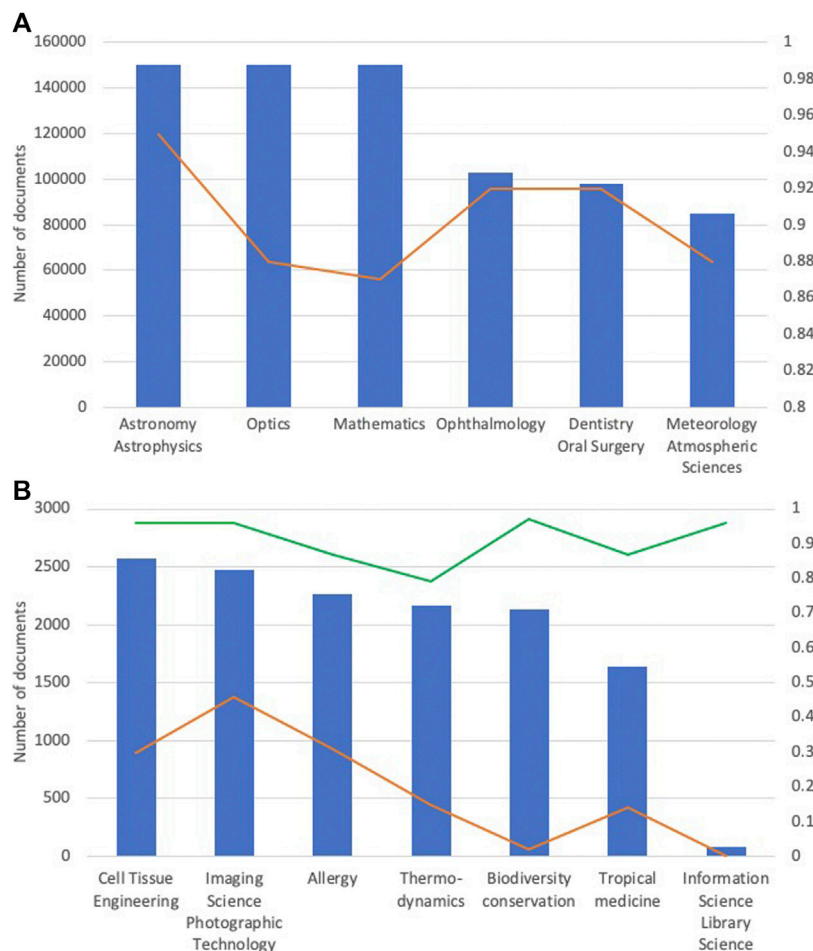 A
160000
140000
120000
100000
80000
60000
40000
20000
0
Number of documents
1
0.98
0.96
0.94
0.92
0.9
0.88
0.86
0.84
0.82
0.8
Astronomy
Astrophysics
Optics
Mathematics
Ophthalmology
Dentistry
Oral Surgery
Meteorology
Atmospheric
Sciences
B
3000
2500
2000
1500
1000
500
0
Number of documents
1
0.9
0.8
0.7
0.6
0.5
0.4
0.3
0.2
0.1
0
Cell Tissue
Engineering
Imaging
Science
Photographic
Technology
Allergy
Thermo-
dynamics
Biodiversity
conservation
Tropical
medicine
Information
Science
Library
Science